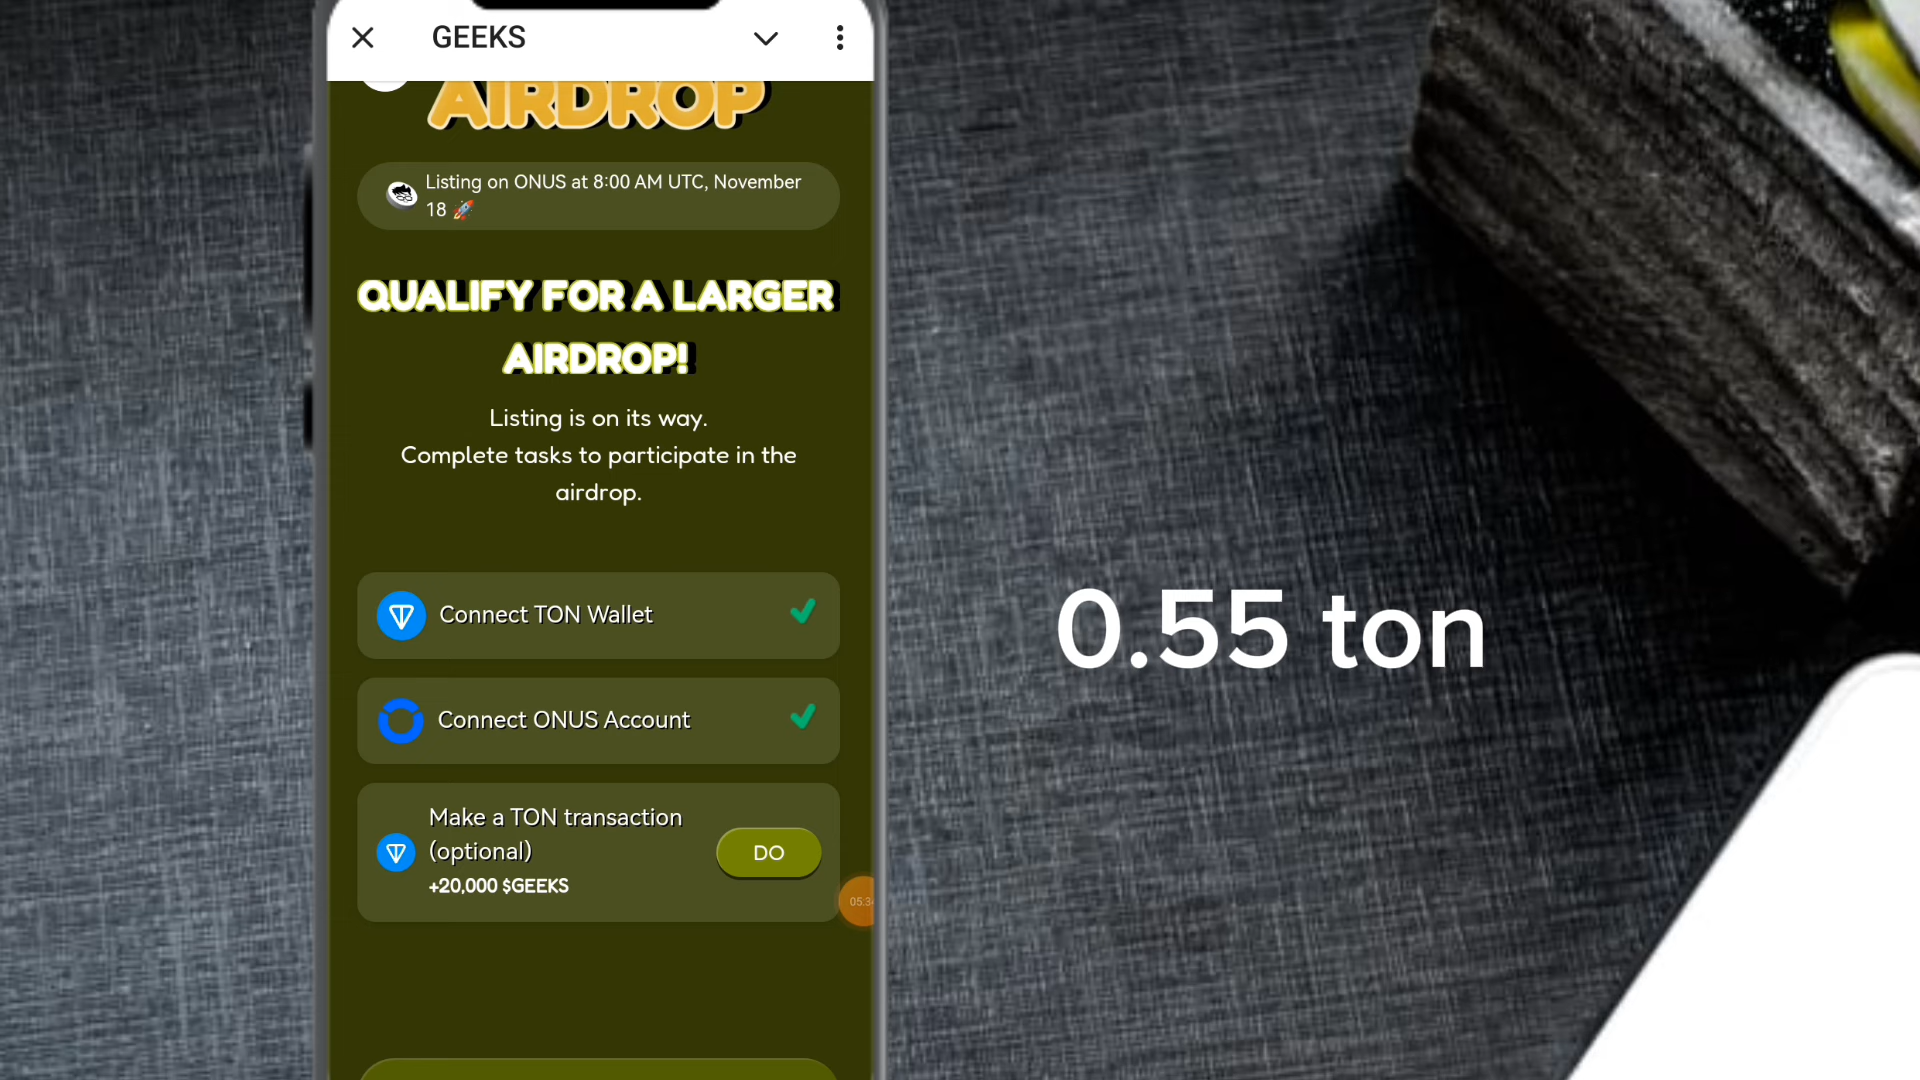 GEEKS
AIRDROP
Listing on ONUS at 8:00 AM UTC, November
18 🚀
QUALIFY FOR A LARGER
AIRDROP!
Listing is on its way.
Complete tasks to participate in the
airdrop.
Connect TON Wallet
Connect ONUS Account
Make a TON transaction
(optional)
+20,000 $GEEKS
DO
0.55 ton